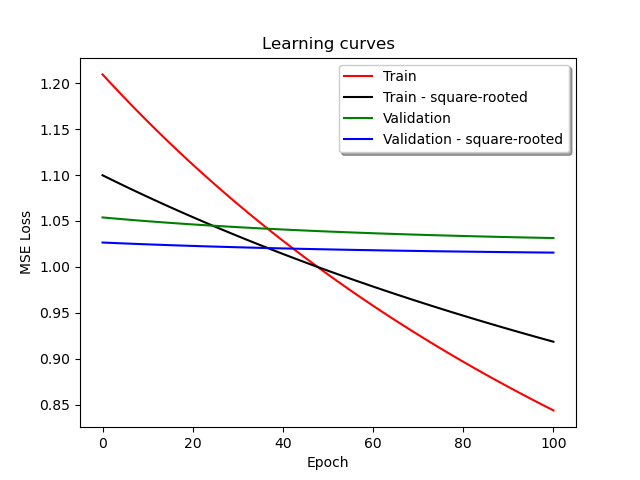 Learning curves
Train
Train - square-rooted
Validation
Validation - square-rooted
MSE Loss
1.20
1.15
1.10
1.05
1.00
0.95
0.90
0.85
0 20 40 60 80 100
Epoch